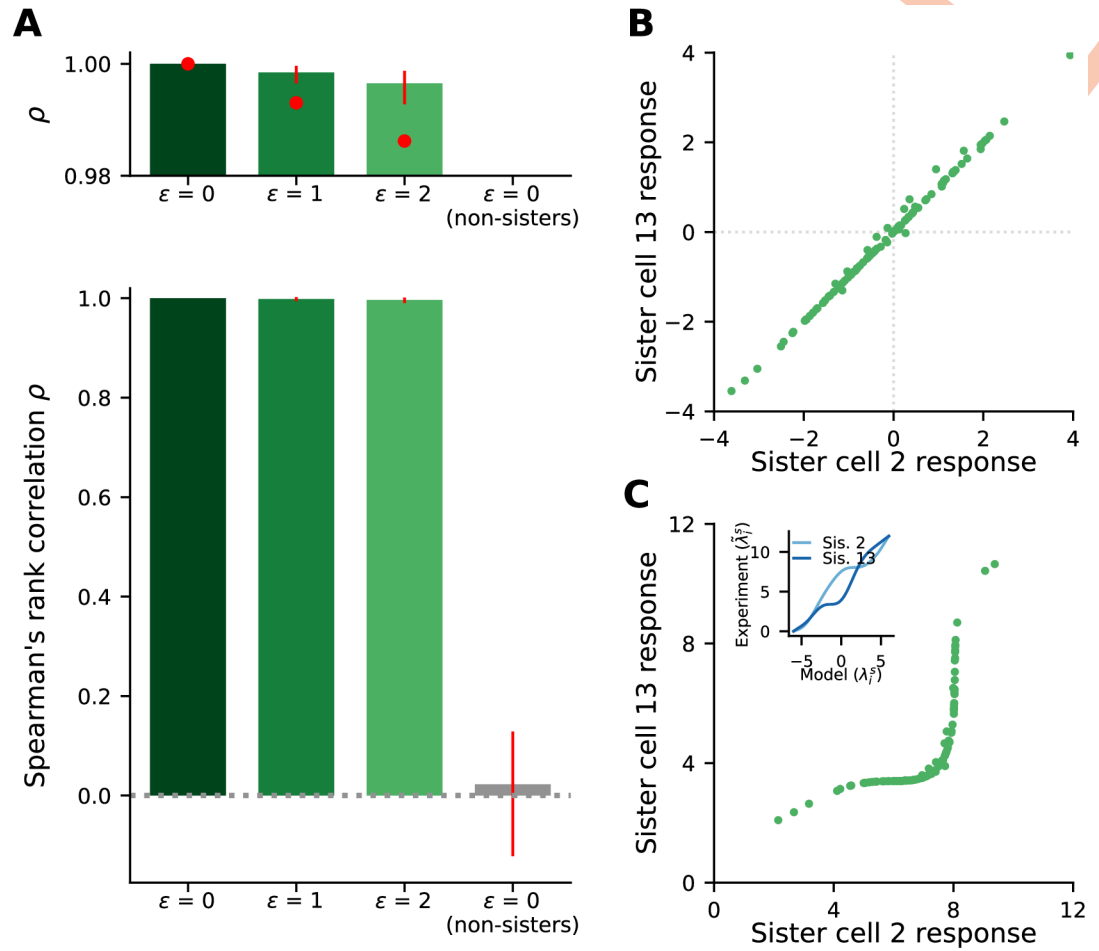 A
ρ
1.00
0.98
ε = 0
ε = 1
ε = 2
ε = 0
(non-sisters)
Spearman's rank correlation ρ
1.0
0.8
0.6
0.4
0.2
0.0
ε = 0
ε = 1
ε = 2
ε = 0
(non-sisters)
B
Sister cell 13 response
4
2
0
−2
−4
−4
−2
0
2
4
Sister cell 2 response
C
Sister cell 13 response
12
8
4
0
0
4
8
12
Sister cell 2 response
Experiment (λ̃ᵢˢ)
10
5
0
Sis. 2
Sis. 13
−5
0
5
Model (λᵢˢ)